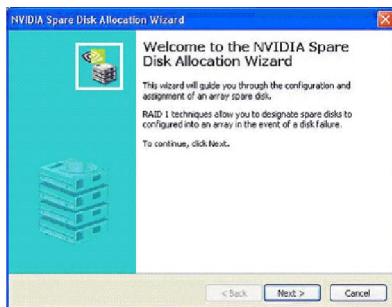 NVIDIA Spare Disk Allocation Wizard
Welcome to the NVIDIA Spare
Disk Allocation Wizard
This wizard will guide you through the configuration and
assignment of an array spare disk.
RAID 1 techniques allow you to designate spare disks to
configured into an array in the event of a disk failure.
To continue, click Next.
< Back
Next >
Cancel